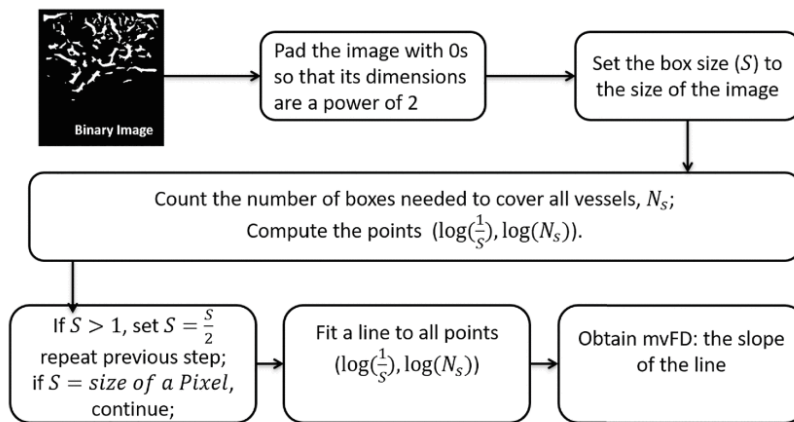 Binary Image
Pad the image with 0s
so that its dimensions
are a power of 2
Set the box size (S) to
the size of the image
Count the number of boxes needed to cover all vessels, Nₛ;
Compute the points (log(1/S), log(Nₛ)).
If S > 1, set S = S/2
repeat previous step;
if S = size of a Pixel,
continue;
Fit a line to all points
(log(1/S), log(Nₛ))
Obtain mvFD: the slope
of the line